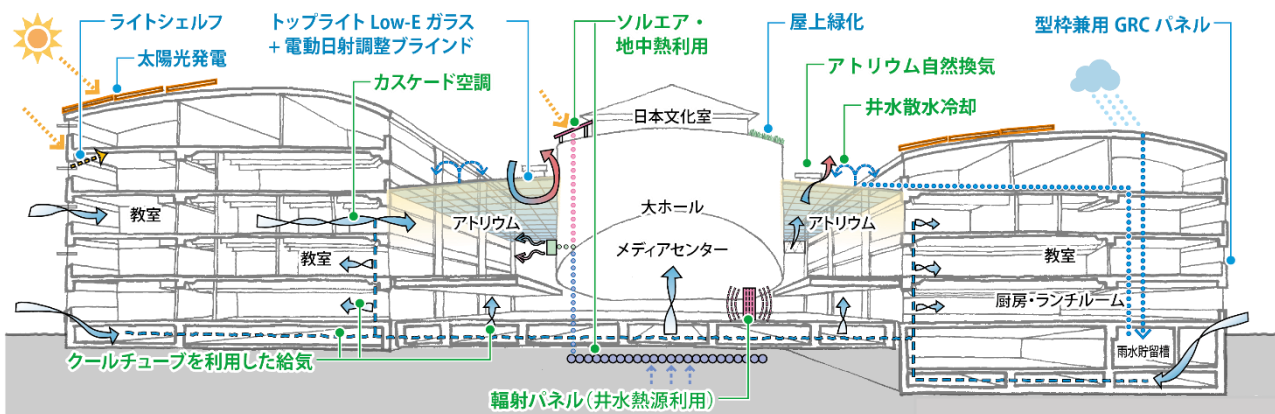 ライトシェルフ
太陽光発電
トップライト Low-E ガラス
+ 電動日射調整ブラインド
カスケード空調
ソルエア・
地中熱利用
屋上緑化
アトリウム自然換気
井水散水冷却
型枠兼用 GRC パネル
日本文化室
教室
アトリウム
大ホール
アトリウム
メディアセンター
教室
教室
厨房・ランチルーム
雨水貯留槽
クールチューブを利用した給気
輻射パネル（井水熱源利用）